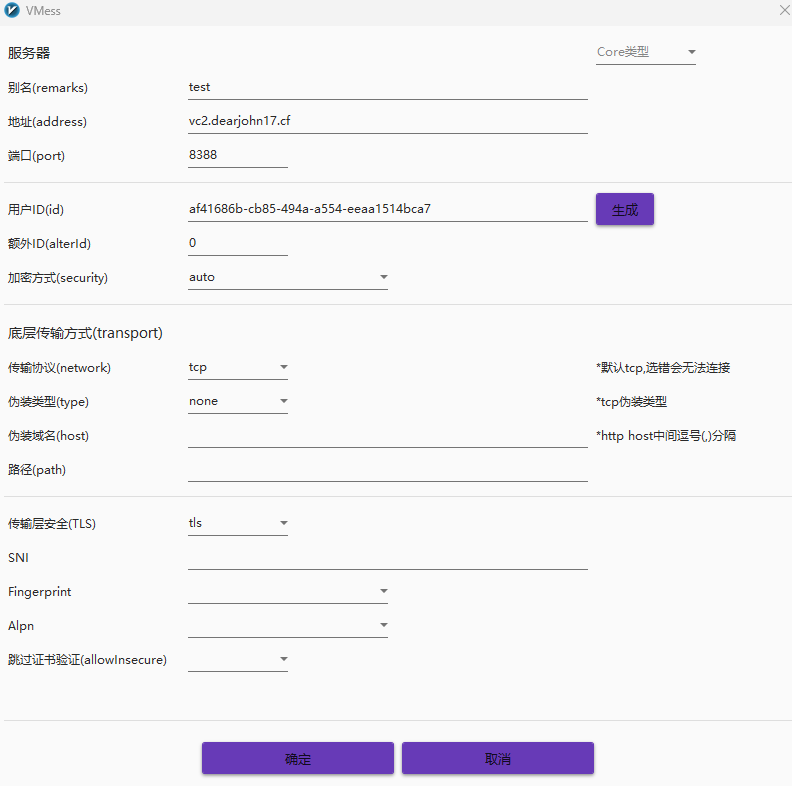 VMess
服务器 Core类型
别名(remarks) test
地址(address) vc2.dearjohn17.cf
端口(port) 8388
用户ID(id) af41686b-cb85-494a-a554-eeaa1514bca7 生成
额外ID(alterId) 0
加密方式(security) auto
底层传输方式(transport)
传输协议(network) tcp *默认tcp,选错会无法连接
伪装类型(type) none *tcp伪装类型
伪装域名(host) *http host中间逗号(,)分隔
路径(path)
传输层安全(TLS) tls
SNI
Fingerprint
Alpn
跳过证书验证(allowInsecure)
确定 取消